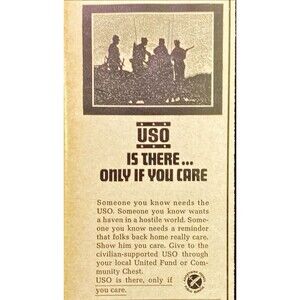 USO
IS THERE...
ONLY IF YOU CARE
Someone you know needs the
USO. Someone you know wants
a haven in a hostile world. Some-
one you know needs a reminder
that folks back home really care.
Show him you care. Give to the
civilian-supported USO through
your local United Fund or Com-
munity Chest.
USO is there, only if
you care.